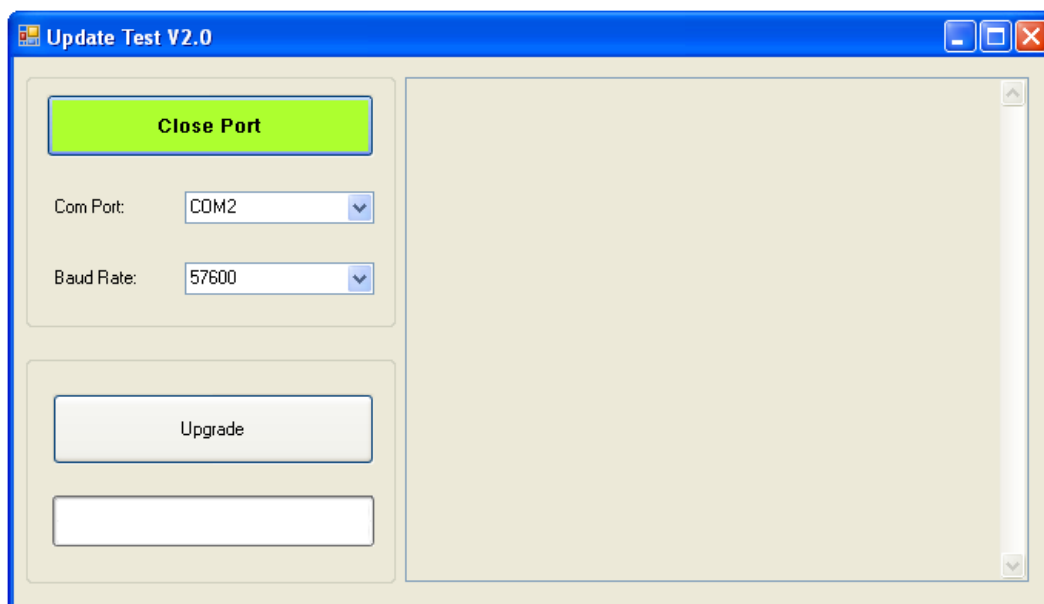 Update Test V2.0
Close Port
Com Port: COM2
Baud Rate: 57600
Upgrade